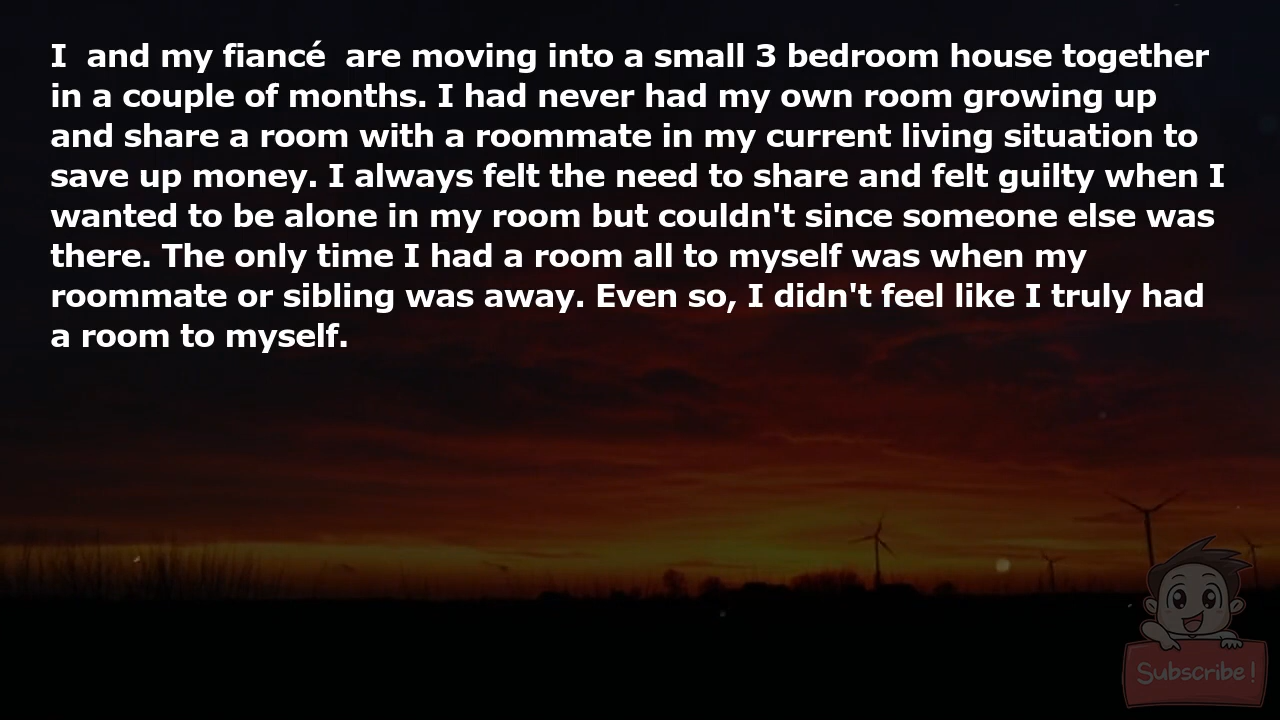 I  and my fiancé  are moving into a small 3 bedroom house together
in a couple of months. I had never had my own room growing up
and share a room with a roommate in my current living situation to
save up money. I always felt the need to share and felt guilty when I
wanted to be alone in my room but couldn't since someone else was
there. The only time I had a room all to myself was when my
roommate or sibling was away. Even so, I didn't feel like I truly had
a room to myself.
Subscribe!